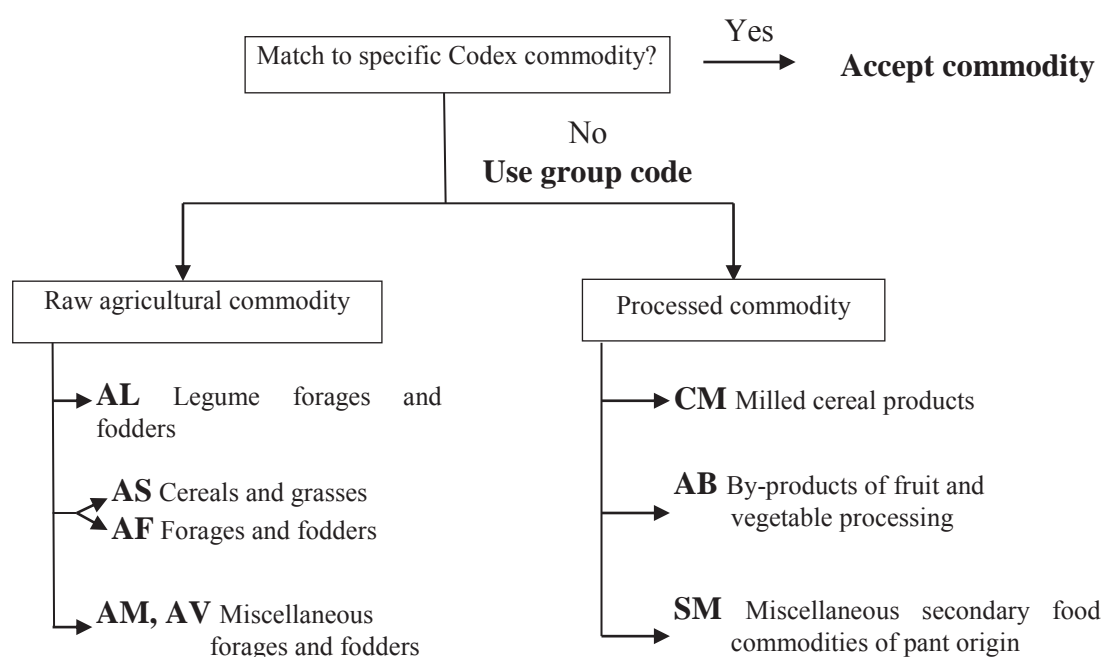 Match to specific Codex commodity?
Yes
Accept commodity
No
Use group code
Raw agricultural commodity
AL Legume forages and
fodders
AS Cereals and grasses
AF Forages and fodders
AM, AV Miscellaneous
forages and fodders
Processed commodity
CM Milled cereal products
AB By-products of fruit and
vegetable processing
SM Miscellaneous secondary food
commodities of pant origin